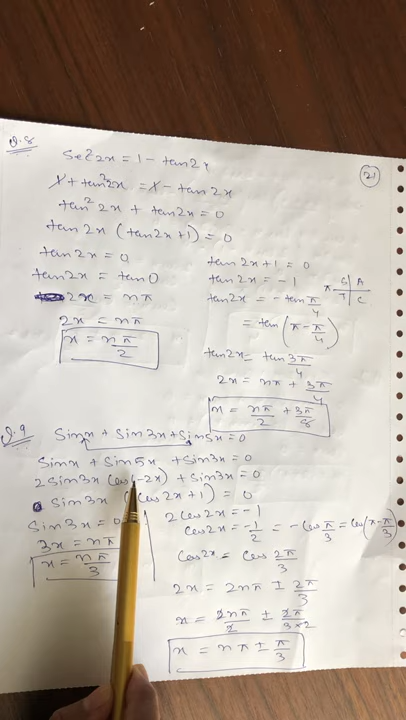 Q.8
21
Sec²2x = 1 - tan2x
1 + tan²2x = 1 - tan2x
tan²2x + tan2x = 0
tan2x (tan2x + 1) = 0
tan2x = 0
tan2x = tan0
2x = nπ
2x = nπ
x = nπ/2
tan2x + 1 = 0
tan2x = -1
tan2x = -tan π/4
π S A
T C
= tan (π - π/4)
tan2x = tan 3π/4
2x = nπ + 3π/4
x = nπ/2 + 3π/8
Q.9
Sinx + Sin3x + Sin5x = 0
Sinx + Sin5x + Sin3x = 0
2Sin3x Cos(-2x) + Sin3x = 0
Sin3x (Cos2x + 1) = 0
Sin3x = 0
3x = nπ
x = nπ/3
2Cos2x = -1
Cos2x = -1/2 = -Cos π/3 = Cos(π - π/3)
Cos2x = Cos 2π/3
2x = 2nπ ± 2π/3
x = 2nπ/2 ± 2π/3×2
x = nπ ± π/3